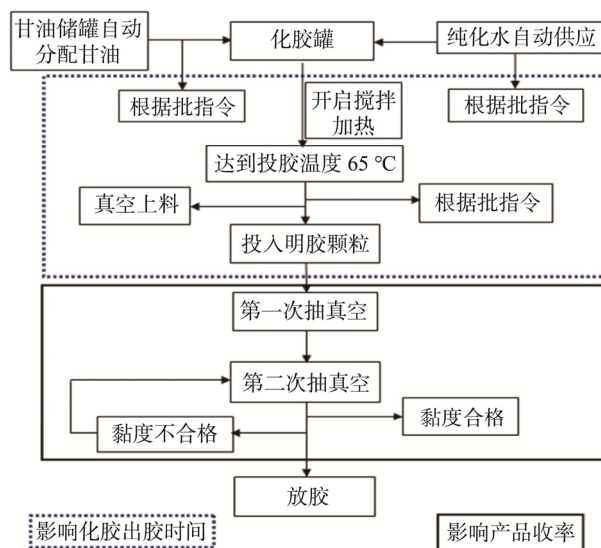 甘油储罐自动
分配甘油
化胶罐
纯化水自动供应
根据批指令
开启搅拌
加热
根据批指令
达到投胶温度 65 ℃
真空上料
根据批指令
投入明胶颗粒
第一次抽真空
第二次抽真空
黏度合格
黏度不合格
放胶
影响化胶出胶时间
影响产品收率